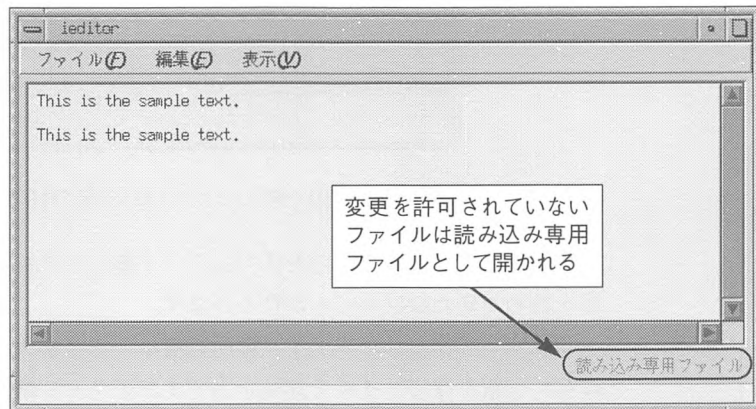 ieditor
ファイル(F) 編集(E) 表示(V)
This is the sample text.
This is the sample text.
変更を許可されていない
ファイルは読み込み専用
ファイルとして開かれる
読み込み専用ファイル